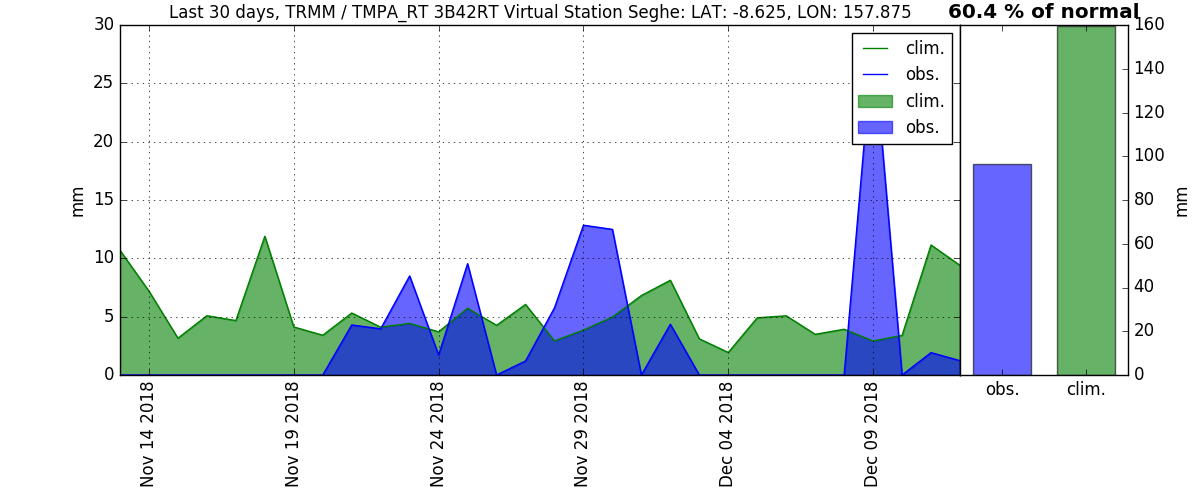 Last 30 days, TRMM / TMPA_RT 3B42RT Virtual Station Seghe: LAT: -8.625, LON: 157.875
60.4 % of normal
30
25
20
15
10
5
0
mm
clim.
obs.
clim.
obs.
160
140
120
100
80
60
40
20
0
mm
obs.
clim.
Nov 14 2018
Nov 19 2018
Nov 24 2018
Nov 29 2018
Dec 04 2018
Dec 09 2018